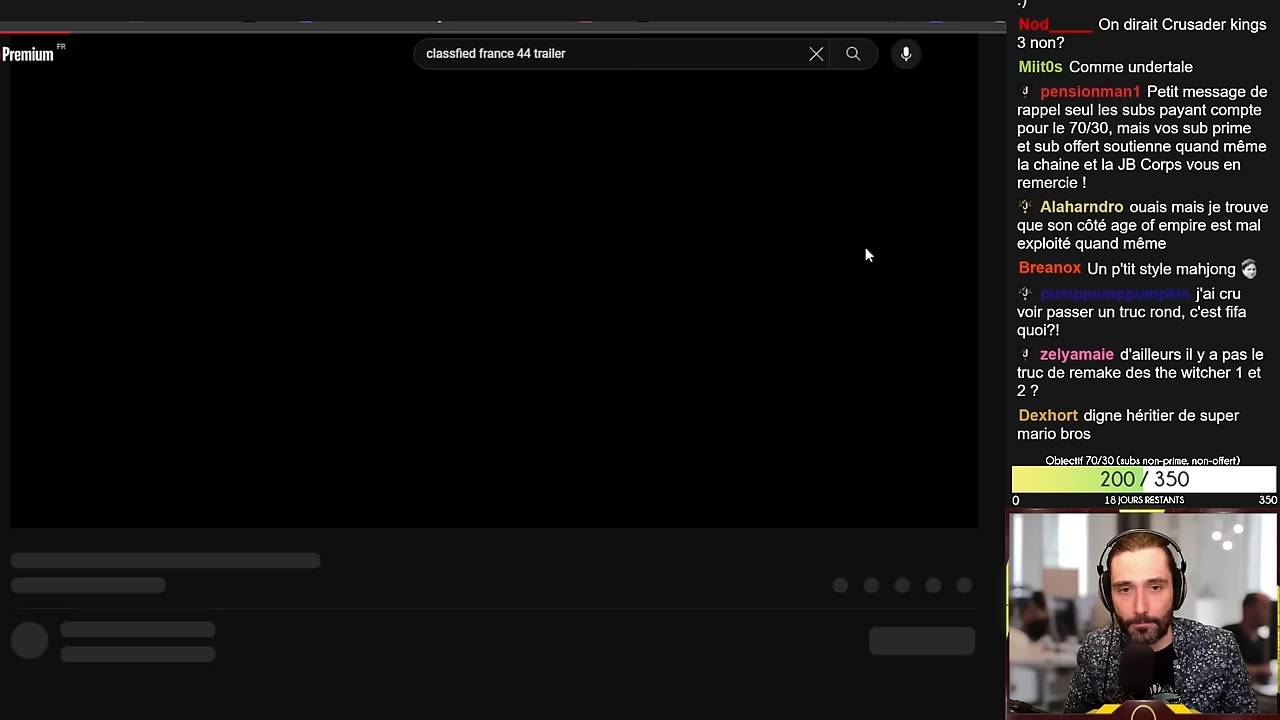 Premium FR
classfied france 44 trailer
:)
Nod_____ On dirait Crusader kings
3 non?
Miit0s Comme undertale
pensionman1 Petit message de
rappel seul les subs payant compte
pour le 70/30, mais vos sub prime
et sub offert soutienne quand même
la chaine et la JB Corps vous en
remercie !
Alaharndro ouais mais je trouve
que son côté age of empire est mal
exploité quand même
Breanox Un p'tit style mahjong
pumppumppumpkin j'ai cru
voir passer un truc rond, c'est fifa
quoi?!
zelyamaie d'ailleurs il y a pas le
truc de remake des the witcher 1 et
2 ?
Dexhort digne héritier de super
mario bros
Objectif 70/30 (subs non-prime, non-offert)
200 / 350
0 18 JOURS RESTANTS 350